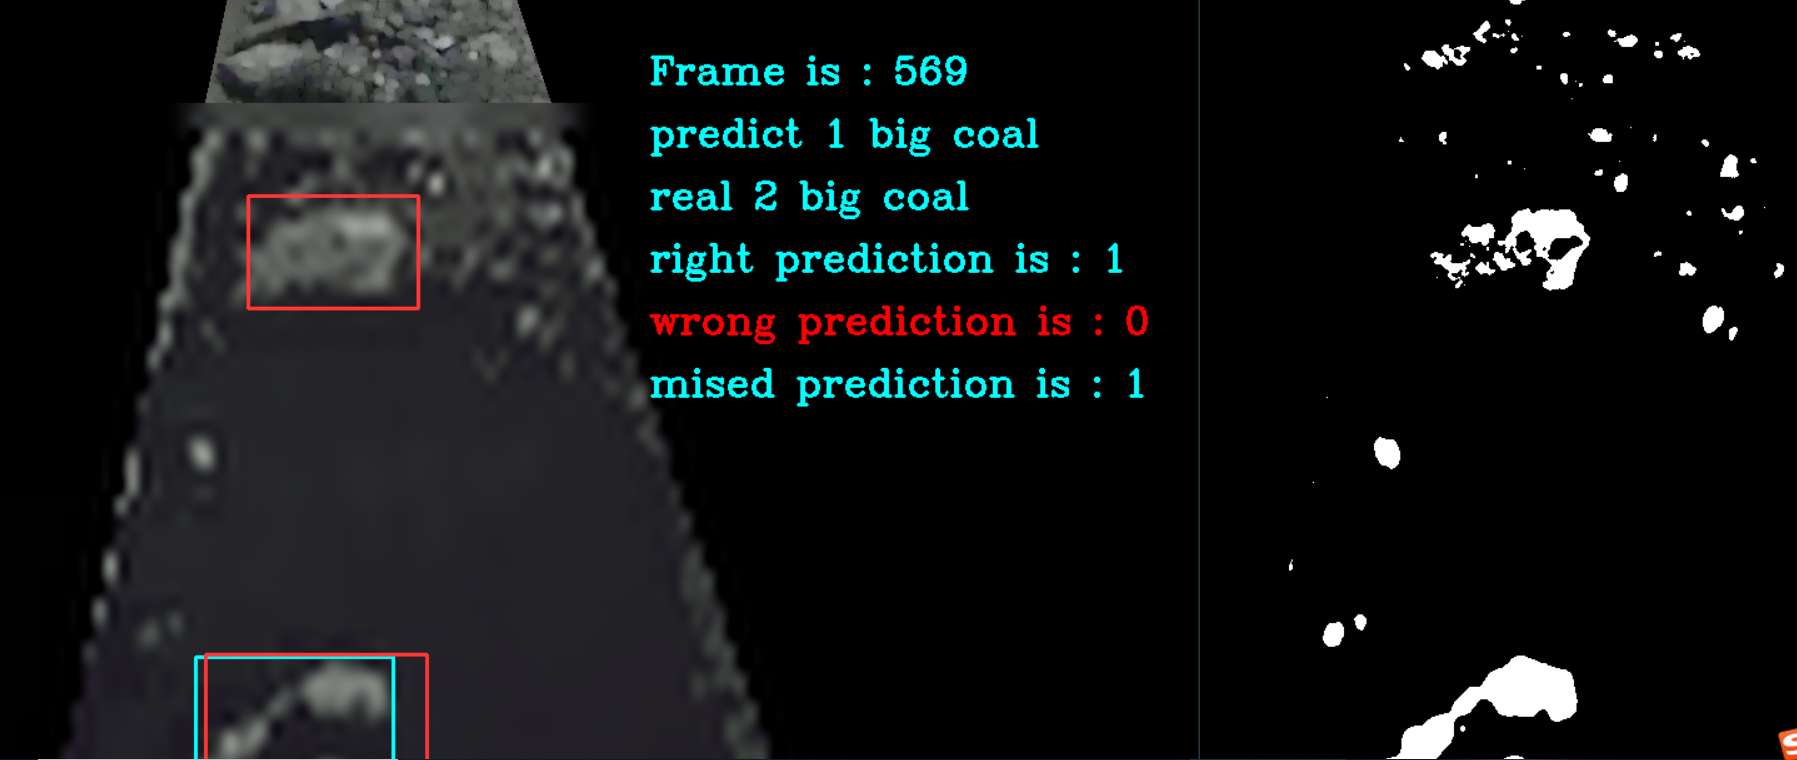 Frame is : 569
predict 1 big coal
real 2 big coal
right prediction is : 1
wrong prediction is : 0
mised prediction is : 1